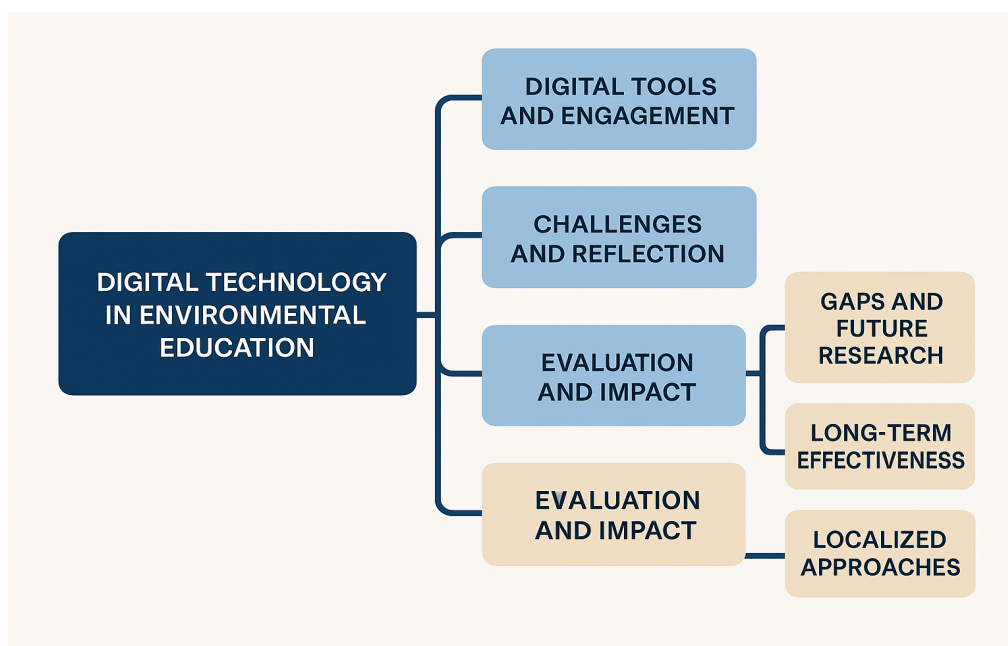 DIGITAL TECHNOLOGY
IN ENVIRONMENTAL
EDUCATION
DIGITAL TOOLS
AND ENGAGEMENT
CHALLENGES
AND REFLECTION
EVALUATION
AND IMPACT
GAPS AND
FUTURE
RESEARCH
LONG-TERM
EFFECTIVENESS
EVALUATION
AND IMPACT
LOCALIZED
APPROACHES